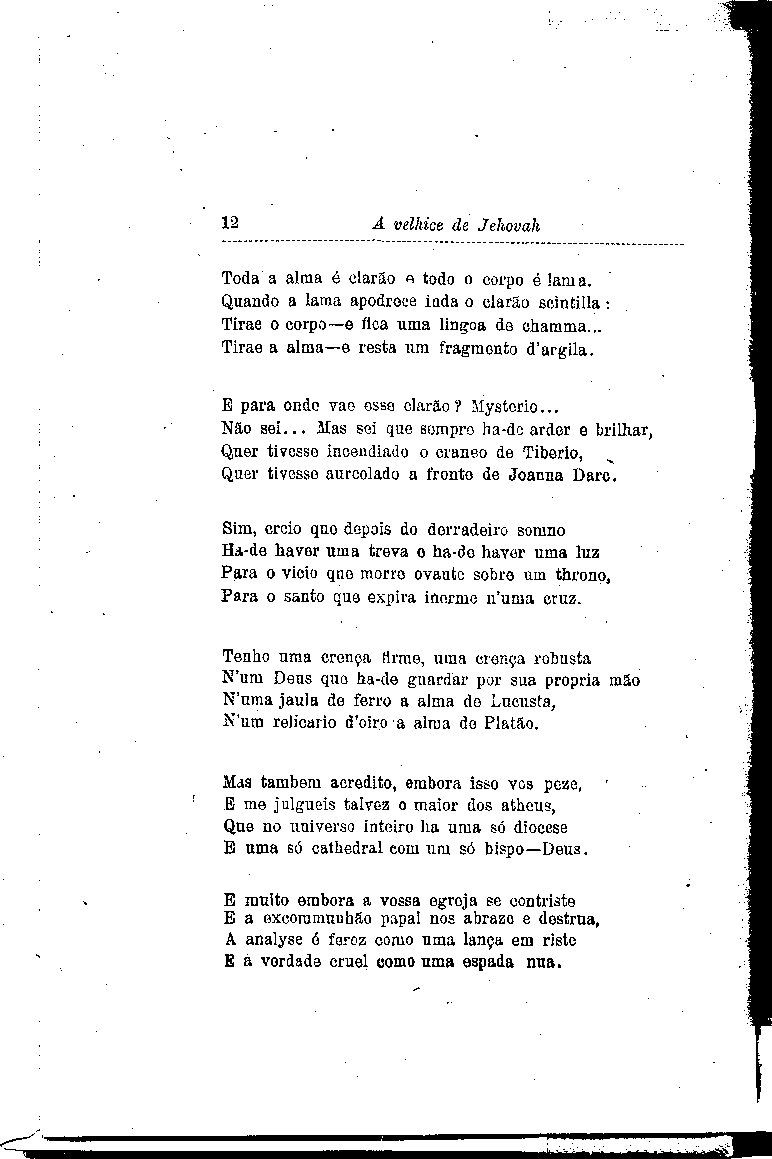 12 A velhice de Jehovah
Toda a alma é clarão e todo o corpo é lama.
Quando a lama apodrece inda o clarão scintilla:
Tirae o corpo—e fica uma lingoa de chamma...
Tirae a alma—e resta um fragmento d'argila.
E para onde vae esse clarão? Mysterio...
Não sei... Mas sei que sempre ha-de arder e brilhar,
Quer tivesse incendiado o craneo de Tiberio,
Quer tivesse aureolado a fronte de Joanna Darc.
Sim, creio que depois do derradeiro somno
Ha-de haver uma treva e ha-de haver uma luz
Para o vicio que morre ovante sobre um throno,
Para o santo que expira inerme n'uma cruz.
Tenho uma crença firme, uma crença robusta
N'um Deus que ha-de guardar por sua propria mão
N'uma jaula de ferro a alma de Lucusta,
N'um relicario d'oiro a alma de Platão.
Mas tambem acredito, embora isso vos peze,
E me julgueis talvez o maior dos atheus,
Que no universo inteiro ha uma só diocese
E uma só cathedral com um só bispo—Deus.
E muito embora a vossa egreja se contriste
E a excommunhão papal nos abraze e destrua,
A analyse é feroz como uma lança em riste
E a verdade cruel como uma espada nua.